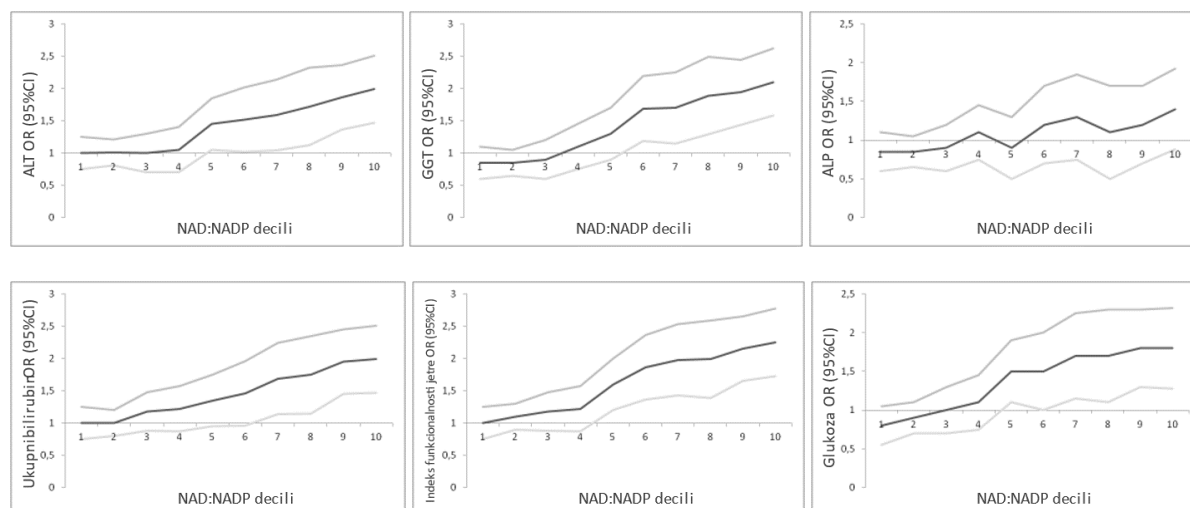 ALT OR (95%CI)
3
2,5
2
1,5
1
0,5
0
1 2 3 4 5 6 7 8 9 10
NAD:NADP decili
GGT OR (95%CI)
3
2,5
2
1,5
1
0,5
0
1 2 3 4 5 6 7 8 9 10
NAD:NADP decili
ALP OR (95%CI)
2,5
2
1,5
1
0,5
0
1 2 3 4 5 6 7 8 9 10
NAD:NADP decili
UkupnibilirubinOR (95%CI)
3
2,5
2
1,5
1
0,5
0
1 2 3 4 5 6 7 8 9 10
NAD:NADP decili
Indeks funkcionalnosti jetre OR (95%CI)
3
2,5
2
1,5
1
0,5
0
1 2 3 4 5 6 7 8 9 10
NAD:NADP decili
Glukoza OR (95%CI)
2,5
2
1,5
1
0,5
0
1 2 3 4 5 6 7 8 9 10
NAD:NADP decili